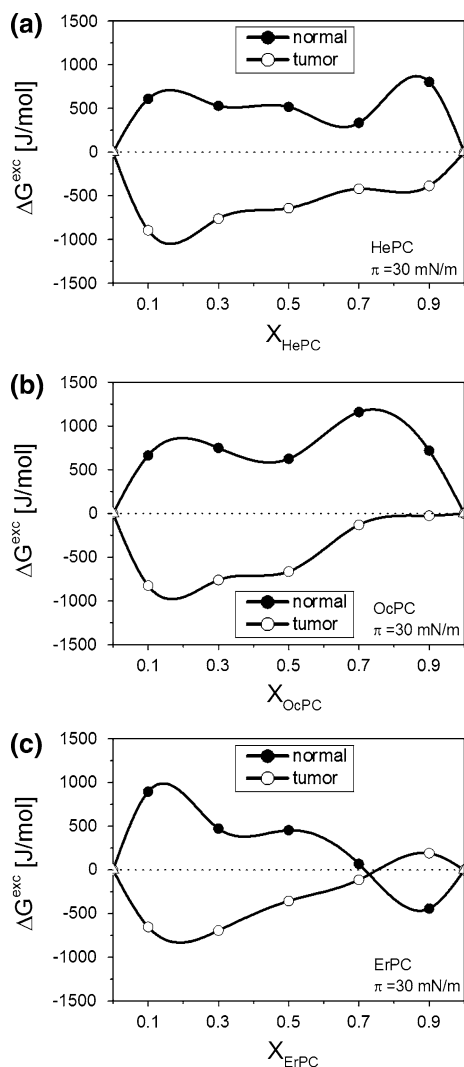 (a)
normal
tumor
1500
1000
500
0
-500
-1000
-1500
ΔG^exc [J/mol]
HePC
π =30 mN/m
0.1 0.3 0.5 0.7 0.9
X_HePC
(b)
1500
1000
500
0
-500
-1000
-1500
ΔG^exc [J/mol]
normal
tumor
OcPC
π =30 mN/m
0.1 0.3 0.5 0.7 0.9
X_OcPC
(c)
normal
tumor
1500
1000
500
0
-500
-1000
-1500
ΔG^exc [J/mol]
ErPC
π =30 mN/m
0.1 0.3 0.5 0.7 0.9
X_ErPC